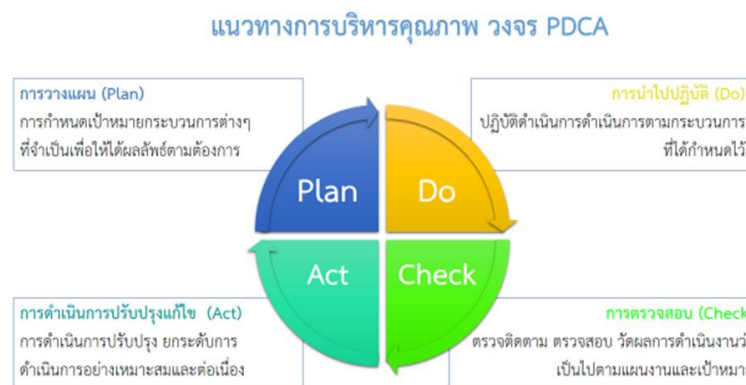 แนวทางการบริหารคุณภาพ วงจร PDCA
การวางแผน (Plan)
การกำหนดเป้าหมายกระบวนการต่างๆ
ที่จำเป็นเพื่อให้ได้ผลลัพธ์ตามต้องการ
การนำไปปฏิบัติ (Do)
ปฏิบัติดำเนินการดำเนินการตามกระบวนการ
ที่ได้กำหนดไว้
Plan
Do
Act
Check
การดำเนินการปรับปรุงแก้ไข (Act)
การดำเนินการปรับปรุง ยกระดับการ
ดำเนินการอย่างเหมาะสมและต่อเนื่อง
การตรวจสอบ (Check
ตรวจติดตาม ตรวจสอบ วัดผลการดำเนินงานว
เป็นไปตามแผนงานและเป้าหมา